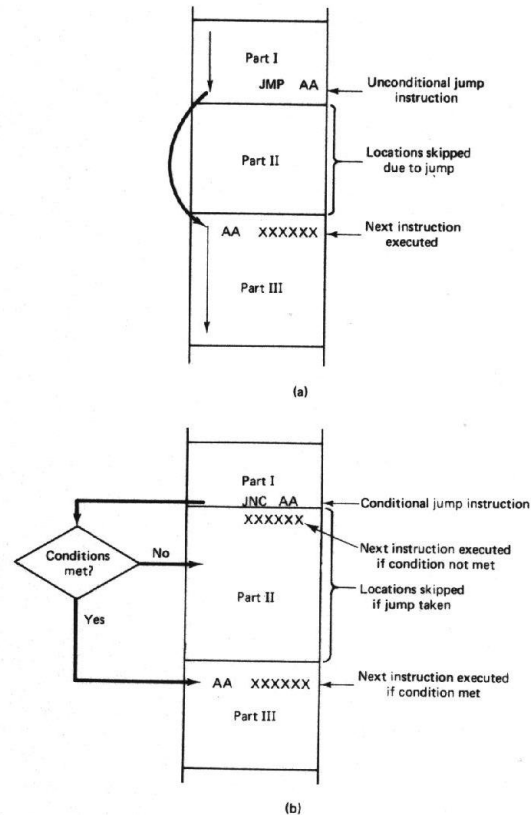 Part I
JMP AA
Unconditional jump
instruction
Part II
Locations skipped
due to jump
AA XXXXXX
Next instruction
executed
Part III
(a)
Part I
JNC AA
Conditional jump instruction
XXXXXX
Next instruction executed
if condition not met
Conditions
met?
No
Yes
Part II
Locations skipped
if jump taken
AA XXXXXX
Next instruction executed
if condition met
Part III
(b)